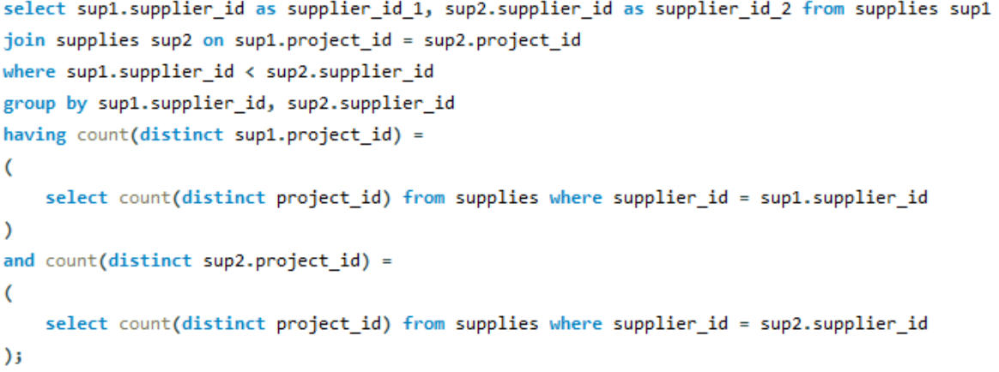 select sup1.supplier_id as supplier_id_1, sup2.supplier_id as supplier_id_2 from supplies sup1
join supplies sup2 on sup1.project_id = sup2.project_id
where sup1.supplier_id < sup2.supplier_id
group by sup1.supplier_id, sup2.supplier_id
having count(distinct sup1.project_id) =
(
    select count(distinct project_id) from supplies where supplier_id = sup1.supplier_id
)
and count(distinct sup2.project_id) =
(
    select count(distinct project_id) from supplies where supplier_id = sup2.supplier_id
);